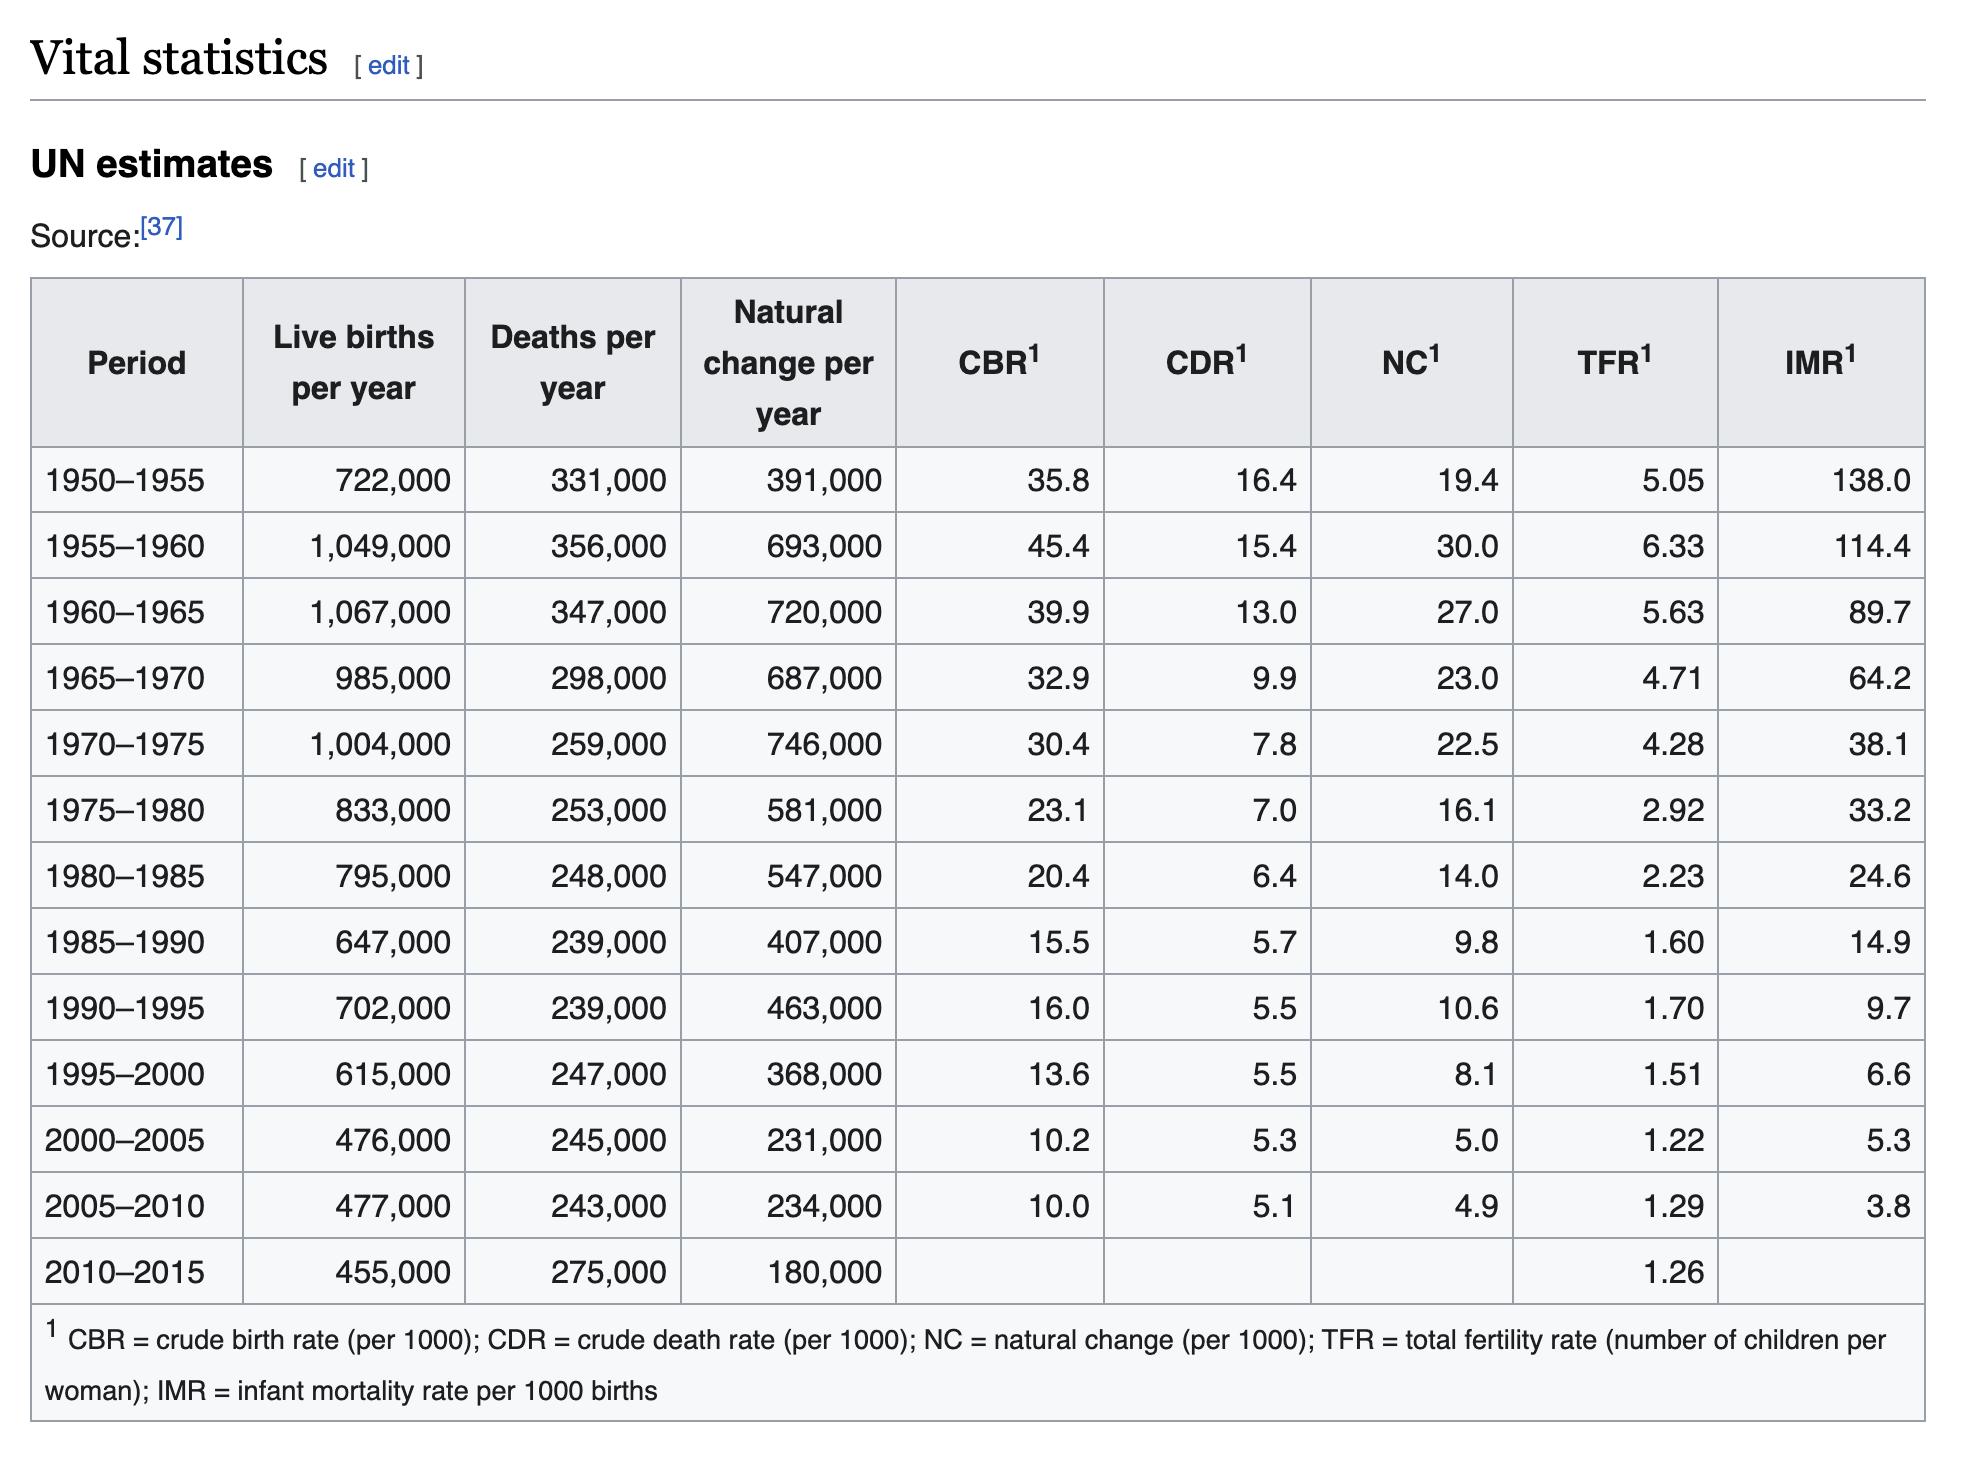 Vital statistics [ edit ]
UN estimates [ edit ]
Source:[37]
Period Live births per year Deaths per year Natural change per year CBR1 CDR1 NC1 TFR1 IMR1
1950–1955 722,000 331,000 391,000 35.8 16.4 19.4 5.05 138.0
1955–1960 1,049,000 356,000 693,000 45.4 15.4 30.0 6.33 114.4
1960–1965 1,067,000 347,000 720,000 39.9 13.0 27.0 5.63 89.7
1965–1970 985,000 298,000 687,000 32.9 9.9 23.0 4.71 64.2
1970–1975 1,004,000 259,000 746,000 30.4 7.8 22.5 4.28 38.1
1975–1980 833,000 253,000 581,000 23.1 7.0 16.1 2.92 33.2
1980–1985 795,000 248,000 547,000 20.4 6.4 14.0 2.23 24.6
1985–1990 647,000 239,000 407,000 15.5 5.7 9.8 1.60 14.9
1990–1995 702,000 239,000 463,000 16.0 5.5 10.6 1.70 9.7
1995–2000 615,000 247,000 368,000 13.6 5.5 8.1 1.51 6.6
2000–2005 476,000 245,000 231,000 10.2 5.3 5.0 1.22 5.3
2005–2010 477,000 243,000 234,000 10.0 5.1 4.9 1.29 3.8
2010–2015 455,000 275,000 180,000 1.26
1 CBR = crude birth rate (per 1000); CDR = crude death rate (per 1000); NC = natural change (per 1000); TFR = total fertility rate (number of children per
woman); IMR = infant mortality rate per 1000 births